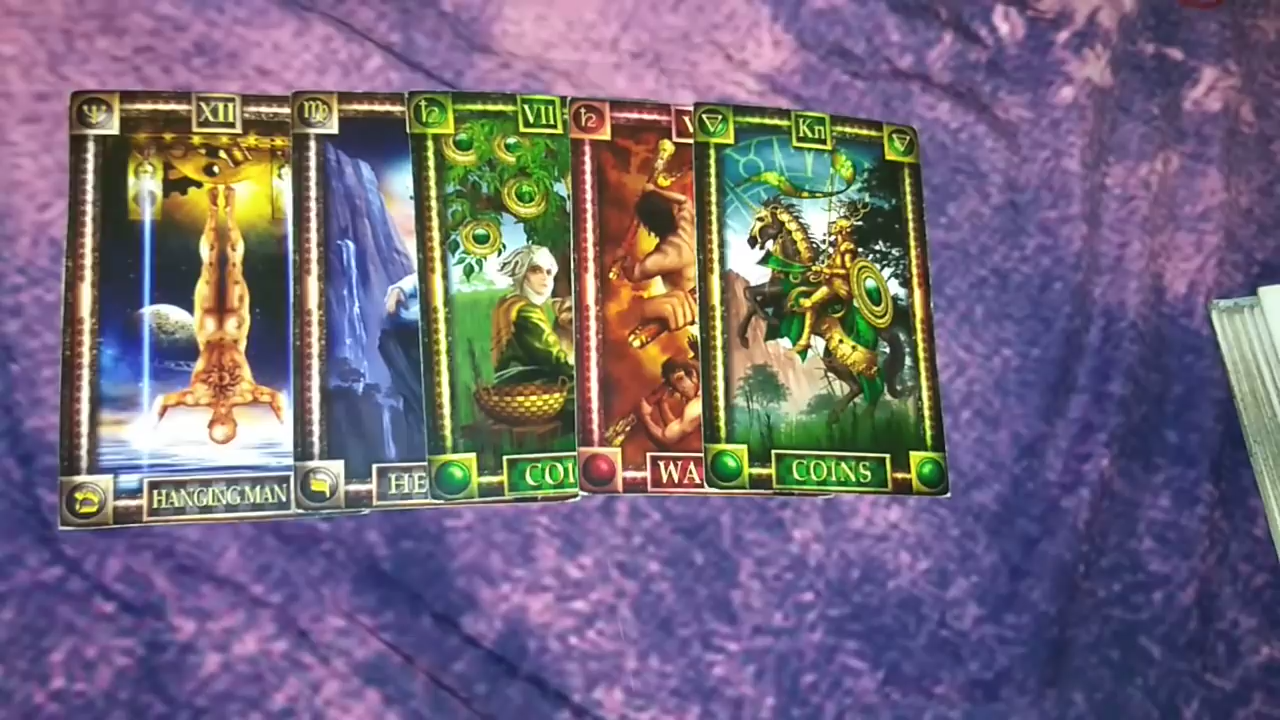 XII
HANGING MAN
HE
VII
COI
V
WA
Kn
COINS